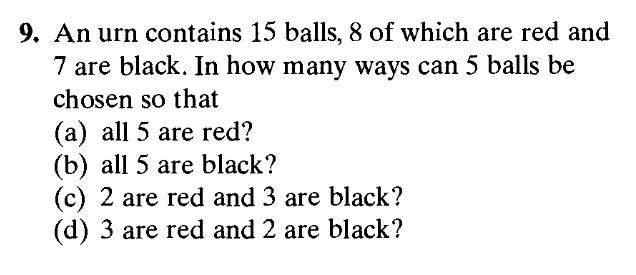 9. An urn contains 15 balls, 8 of which are red and
7 are black. In how many ways can 5 balls be
chosen so that
(a) all 5 are red?
(b) all 5 are black?
(c) 2 are red and 3 are black?
(d) 3 are red and 2 are black?